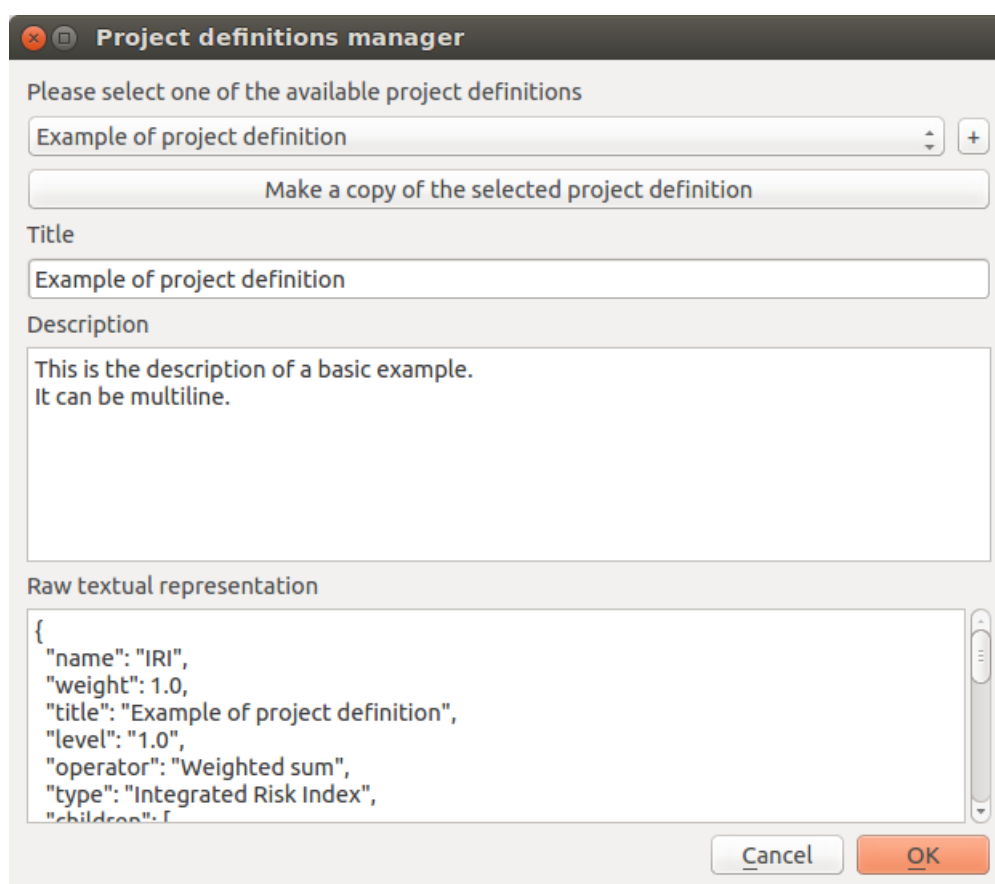 Project definitions manager
Please select one of the available project definitions
Example of project definition
+
Make a copy of the selected project definition
Title
Example of project definition
Description
This is the description of a basic example.
It can be multiline.
Raw textual representation
{
"name": "IRI",
"weight": 1.0,
"title": "Example of project definition",
"level": "1.0",
"operator": "Weighted sum",
"type": "Integrated Risk Index",
"children": [
Cancel
OK